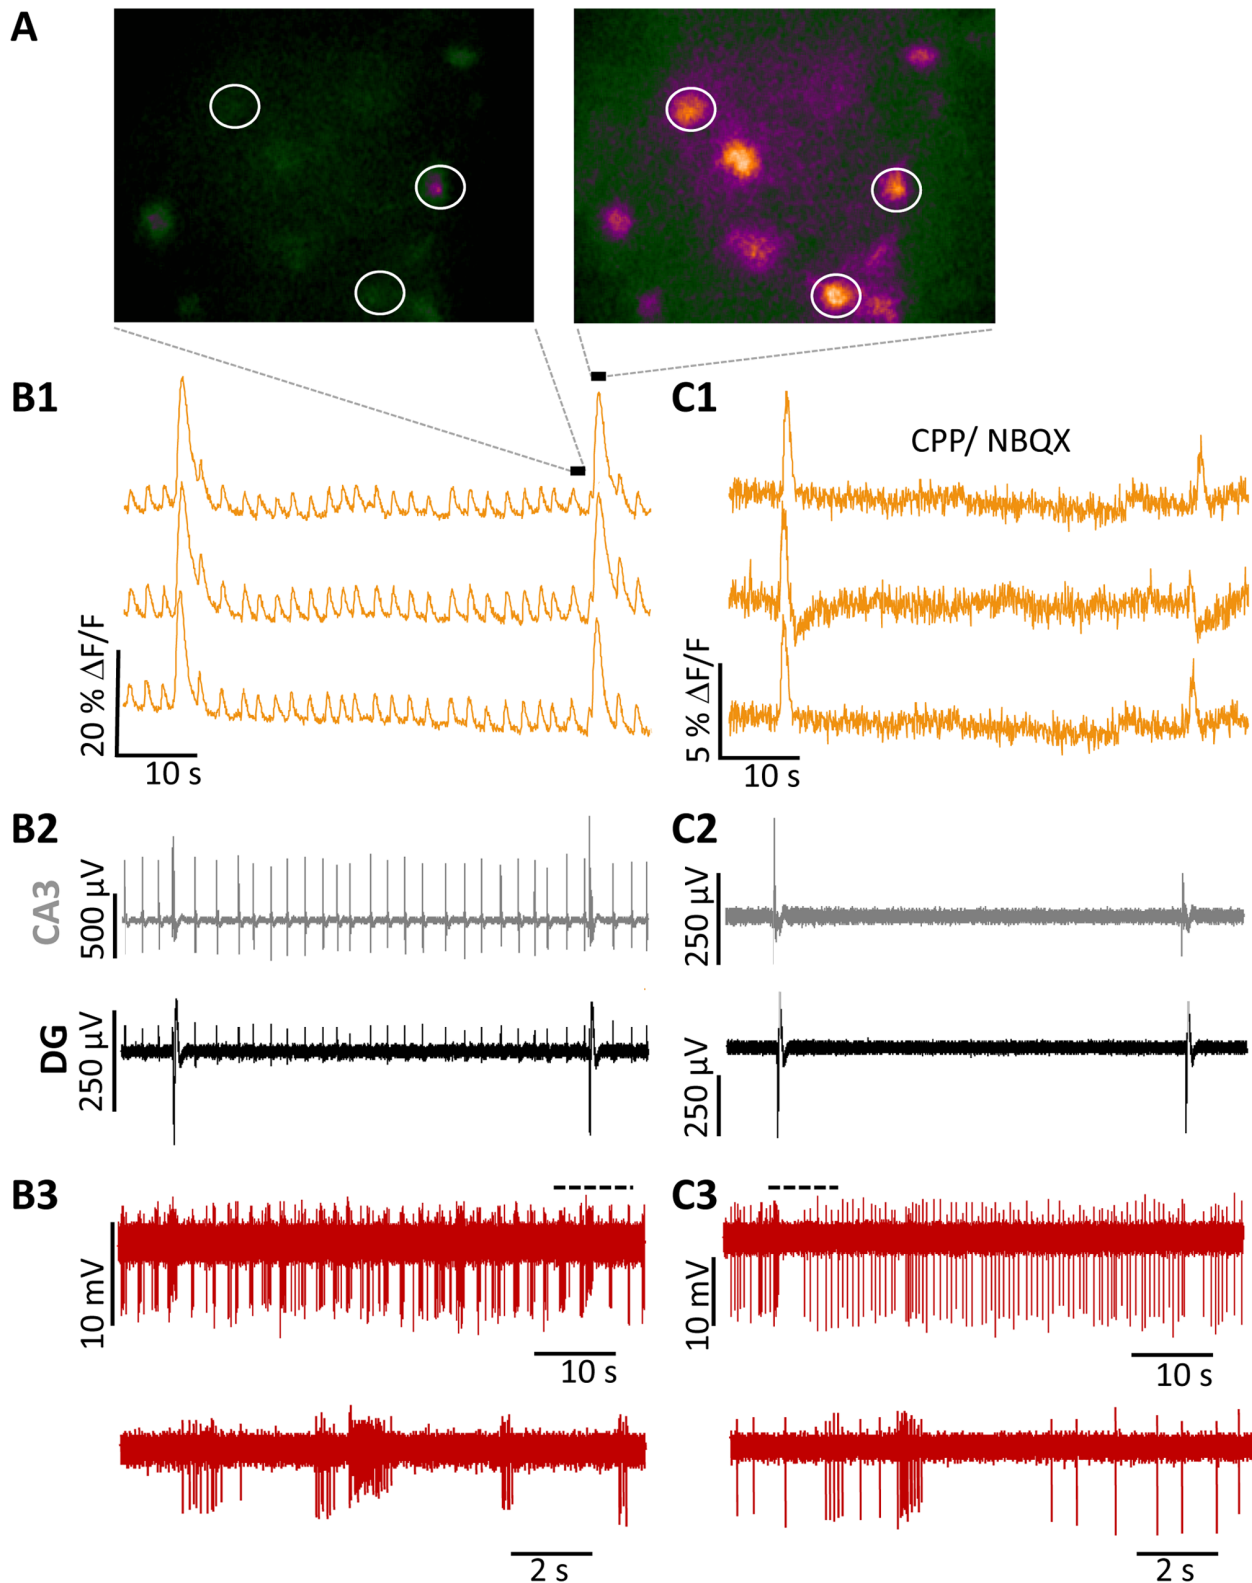 A
B1
C1
CPP/ NBQX
20 % ΔF/F
10 s
5 % ΔF/F
10 s
B2
C2
CA3
500 µV
250 µV
DG
250 µV
250 µV
B3
C3
10 mV
10 s
10 mV
10 s
2 s
2 s